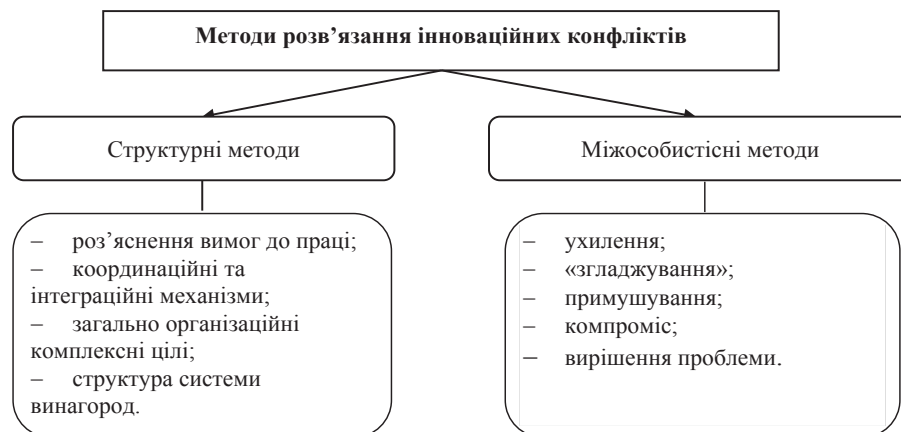 Методи розв’язання інноваційних конфліктів
Структурні методи
Міжособистісні методи
– роз’яснення вимог до праці;
– координаційні та
інтеграційні механізми;
– загально організаційні
комплексні цілі;
– структура системи
винагород.
– ухилення;
– «згладжування»;
– примушування;
– компроміс;
– вирішення проблеми.